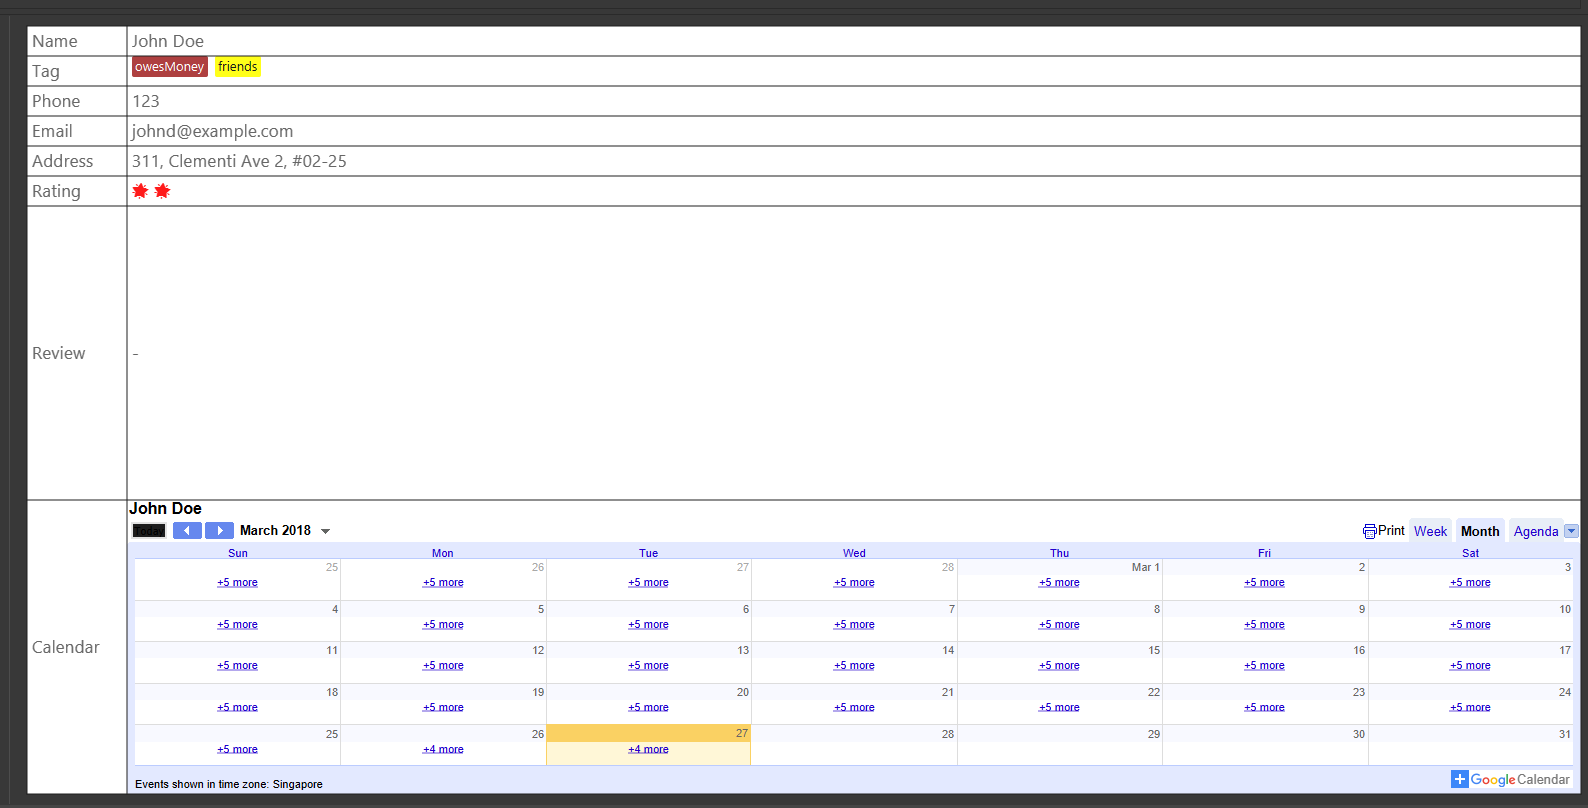 Name John Doe
Tag owesMoney friends
Phone 123
Email johnd@example.com
Address 311, Clementi Ave 2, #02-25
Rating
Review -
Calendar
John Doe
Today March 2018 Print Week Month Agenda
Sun Mon Tue Wed Thu Fri Sat
25 26 27 28 Mar 1 2 3
+5 more +5 more +5 more +5 more +5 more +5 more +5 more
4 5 6 7 8 9 10
+5 more +5 more +5 more +5 more +5 more +5 more +5 more
11 12 13 14 15 16 17
+5 more +5 more +5 more +5 more +5 more +5 more +5 more
18 19 20 21 22 23 24
+5 more +5 more +5 more +5 more +5 more +5 more +5 more
25 26 27 28 29 30 31
+5 more +4 more +4 more
Events shown in time zone: Singapore
+ Google Calendar